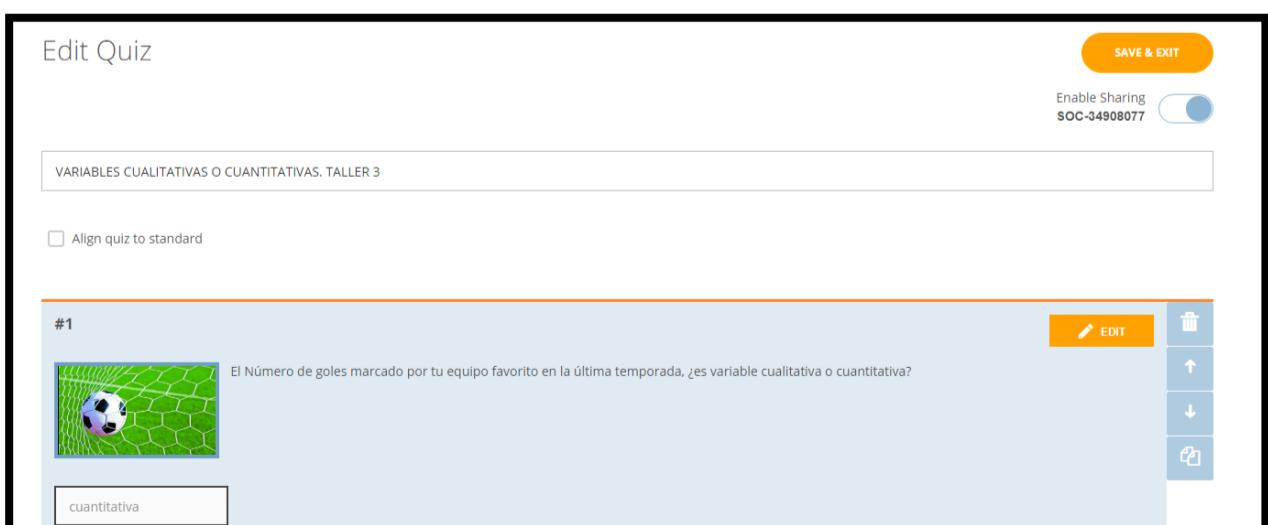 Edit Quiz
SAVE & EXIT
Enable Sharing
SOC-34908077
VARIABLES CUALITATIVAS O CUANTITATIVAS. TALLER 3
Align quiz to standard
#1
EDIT
El Número de goles marcado por tu equipo favorito en la última temporada, ¿es variable cualitativa o cuantitativa?
cuantitativa